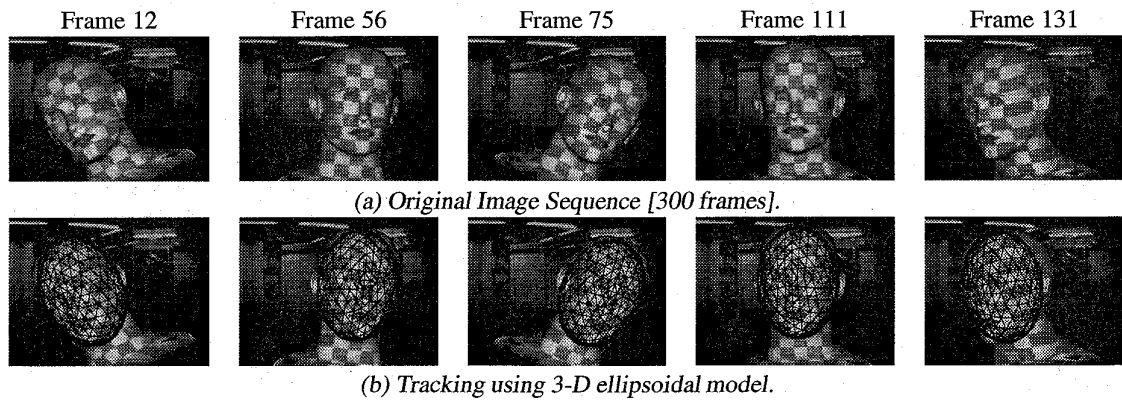 Frame 12 Frame 56 Frame 75 Frame 111 Frame 131
(a) Original Image Sequence [300 frames].
(b) Tracking using 3-D ellipsoidal model.